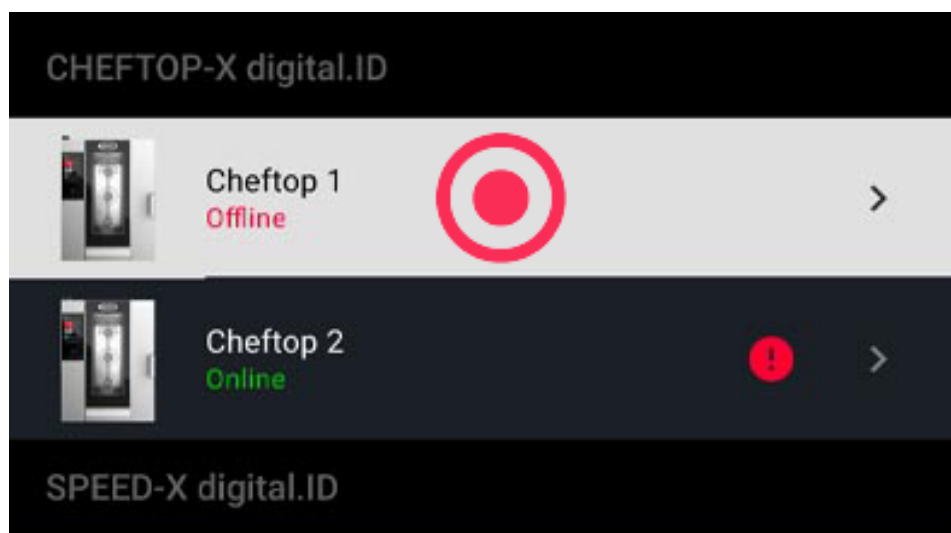 CHEFTOP-X digital.ID
Cheftop 1
Offline
Cheftop 2
Online
SPEED-X digital.ID